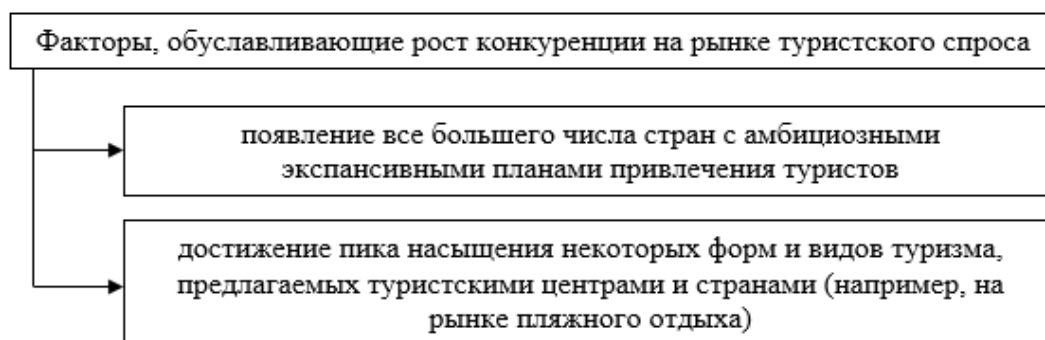 Факторы, обуславливающие рост конкуренции на рынке туристского спроса
появление все большего числа стран с амбициозными
экспансивными планами привлечения туристов
достижение пика насыщения некоторых форм и видов туризма,
предлагаемых туристскими центрами и странами (например, на
рынке пляжного отдыха)